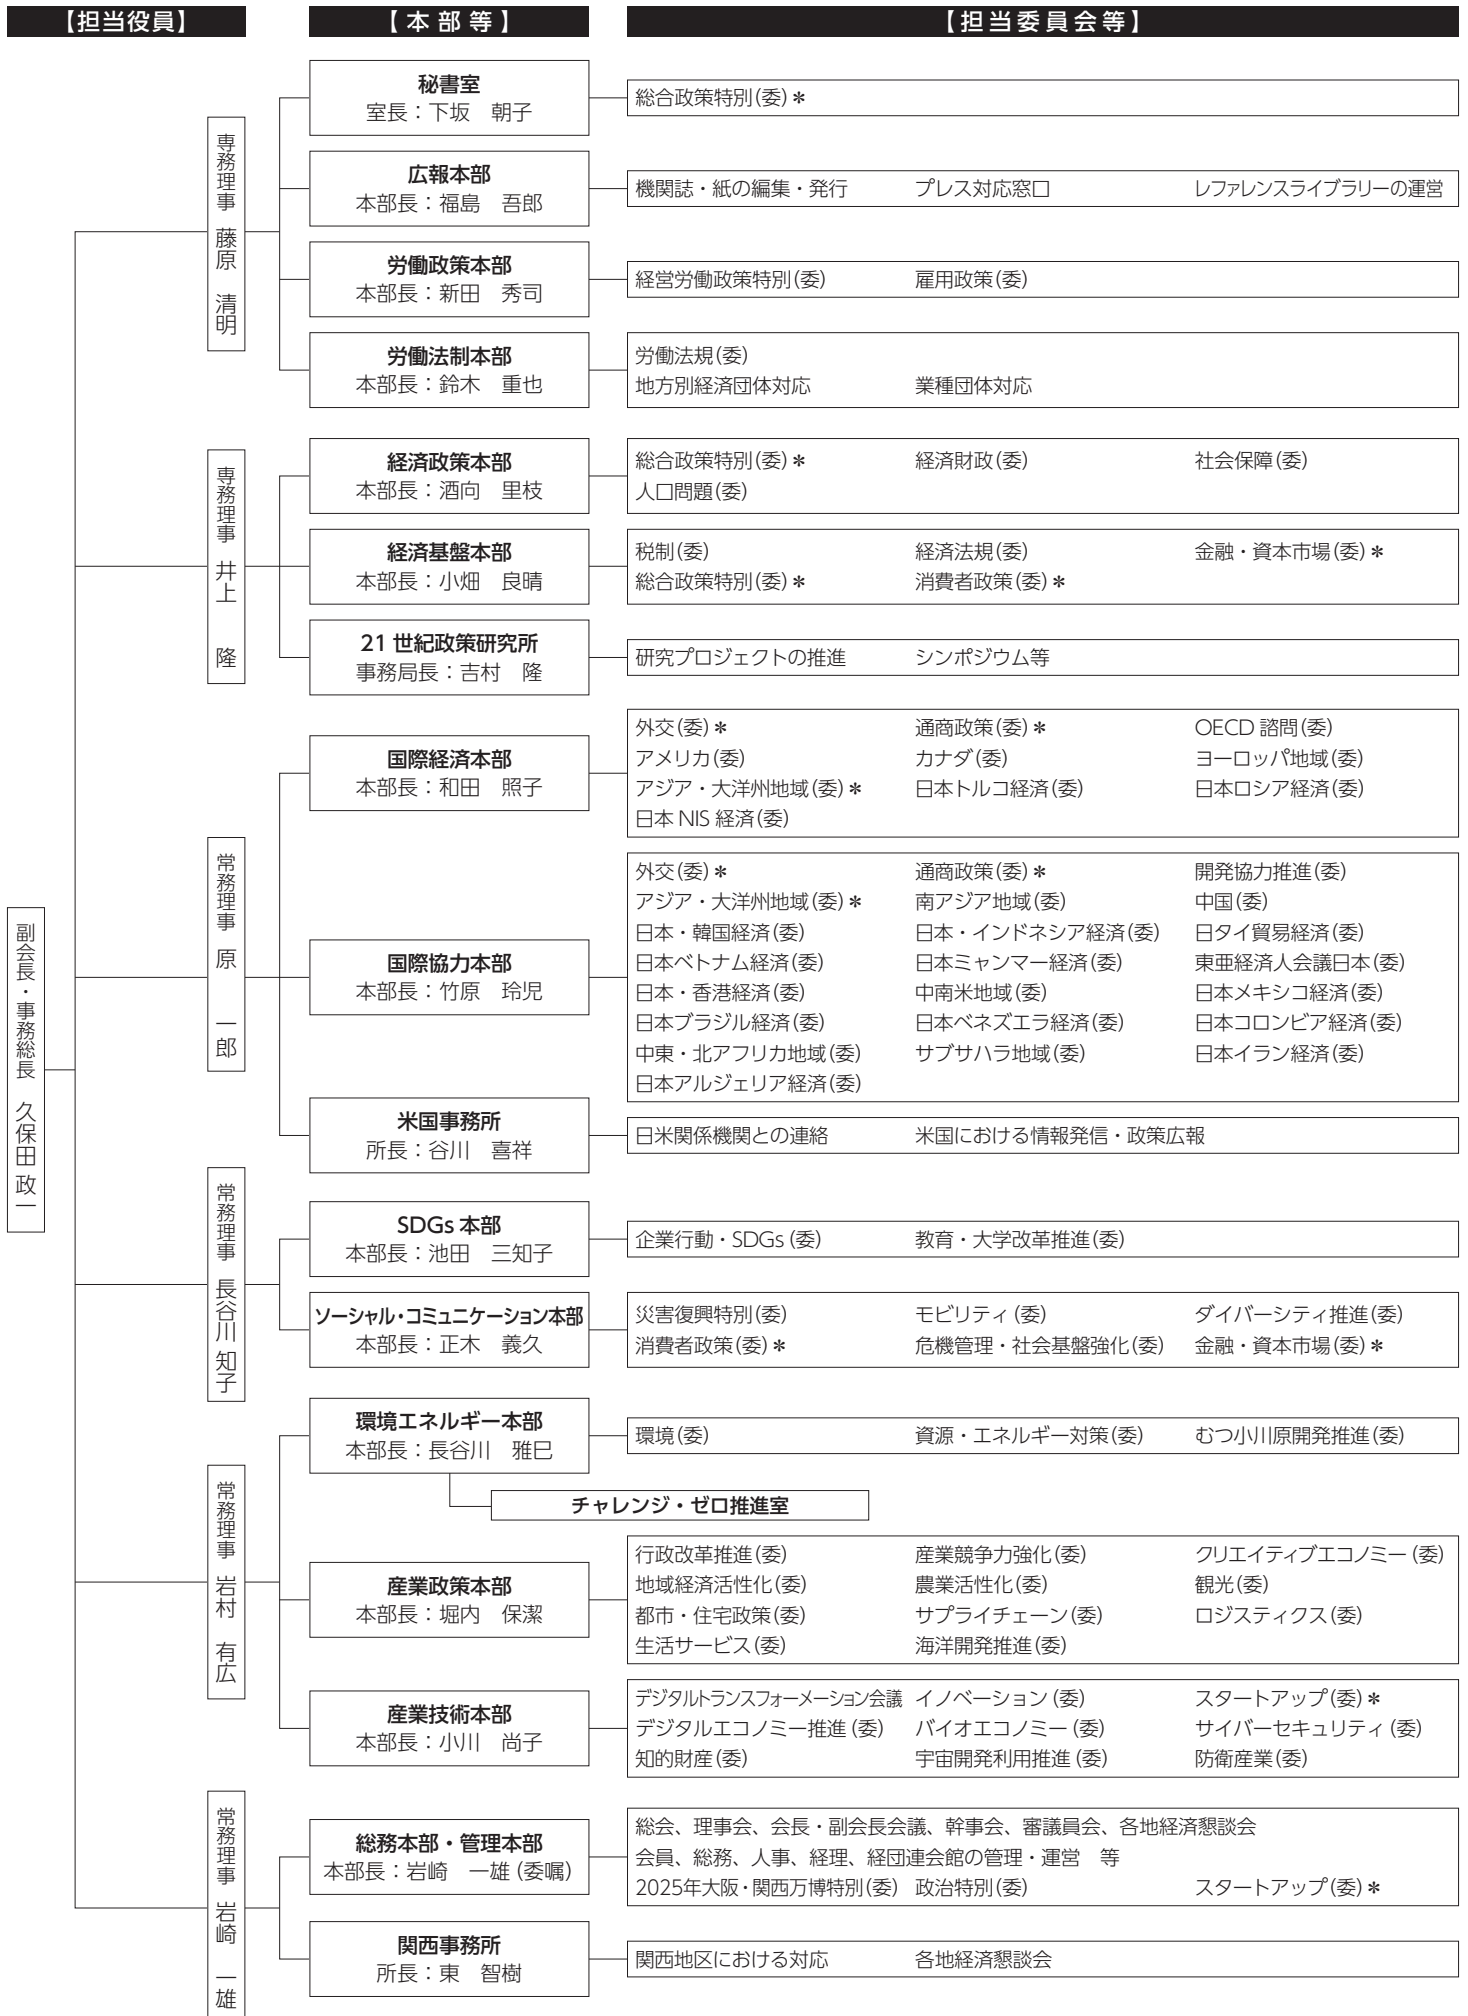 【担当役員】
【本部等】
【担当委員会等】
副会長・事務総長 久保田 政一
専務理事 藤原 清明
秘書室
室長：下坂 朝子
総合政策特別(委)＊
広報本部
本部長：福島 吾郎
機関誌・紙の編集・発行 プレス対応窓口 レファレンスライブラリーの運営
労働政策本部
本部長：新田 秀司
経営労働政策特別(委) 雇用政策(委)
労働法制本部
本部長：鈴木 重也
労働法規(委)
地方別経済団体対応 業種団体対応
専務理事 井上 隆
経済政策本部
本部長：酒向 里枝
総合政策特別(委)＊ 経済財政(委) 社会保障(委)
人口問題(委)
経済基盤本部
本部長：小畑 良晴
税制(委) 経済法規(委) 金融・資本市場(委)＊
総合政策特別(委)＊ 消費者政策(委)＊
21世紀政策研究所
事務局長：吉村 隆
研究プロジェクトの推進 シンポジウム等
常務理事 原 一郎
国際経済本部
本部長：和田 照子
外交(委)＊ 通商政策(委)＊ OECD 諮問(委)
アメリカ(委) カナダ(委) ヨーロッパ地域(委)
アジア・大洋州地域(委)＊ 日本トルコ経済(委) 日本ロシア経済(委)
日本 NIS 経済(委)
国際協力本部
本部長：竹原 玲児
外交(委)＊ 通商政策(委)＊ 開発協力推進(委)
アジア・大洋州地域(委)＊ 南アジア地域(委) 中国(委)
日本・韓国経済(委) 日本・インドネシア経済(委) 日タイ貿易経済(委)
日本ベトナム経済(委) 日本ミャンマー経済(委) 東亜経済人会議日本(委)
日本・香港経済(委) 中南米地域(委) 日本メキシコ経済(委)
日本ブラジル経済(委) 日本ベネズエラ経済(委) 日本コロンビア経済(委)
中東・北アフリカ地域(委) サブサハラ地域(委) 日本イラン経済(委)
日本アルジェリア経済(委)
米国事務所
所長：谷川 喜祥
日米関係機関との連絡 米国における情報発信・政策広報
常務理事 長谷川 知子
SDGs 本部
本部長：池田 三知子
企業行動・SDGs(委) 教育・大学改革推進(委)
ソーシャル・コミュニケーション本部
本部長：正木 義久
災害復興特別(委) モビリティ(委) ダイバーシティ推進(委)
消費者政策(委)＊ 危機管理・社会基盤強化(委) 金融・資本市場(委)＊
常務理事 岩村 有広
環境エネルギー本部
本部長：長谷川 雅巳
環境(委) 資源・エネルギー対策(委) むつ小川原開発推進(委)
チャレンジ・ゼロ推進室
産業政策本部
本部長：堀内 保潔
行政改革推進(委) 産業競争力強化(委) クリエイティブエコノミー(委)
地域経済活性化(委) 農業活性化(委) 観光(委)
都市・住宅政策(委) サプライチェーン(委) ロジスティクス(委)
生活サービス(委) 海洋開発推進(委)
産業技術本部
本部長：小川 尚子
デジタルトランスフォーメーション会議 イノベーション(委) スタートアップ(委)＊
デジタルエコノミー推進(委) バイオエコノミー(委) サイバーセキュリティ(委)
知的財産(委) 宇宙開発利用推進(委) 防衛産業(委)
常務理事 岩崎 一雄
総務本部・管理本部
本部長：岩崎 一雄(委嘱)
総会、理事会、会長・副会長会議、幹事会、審議員会、各地経済懇談会
会員、総務、人事、経理、経団連会館の管理・運営 等
2025年大阪・関西万博特別(委) 政治特別(委) スタートアップ(委)＊
関西事務所
所長：東 智樹
関西地区における対応 各地経済懇談会